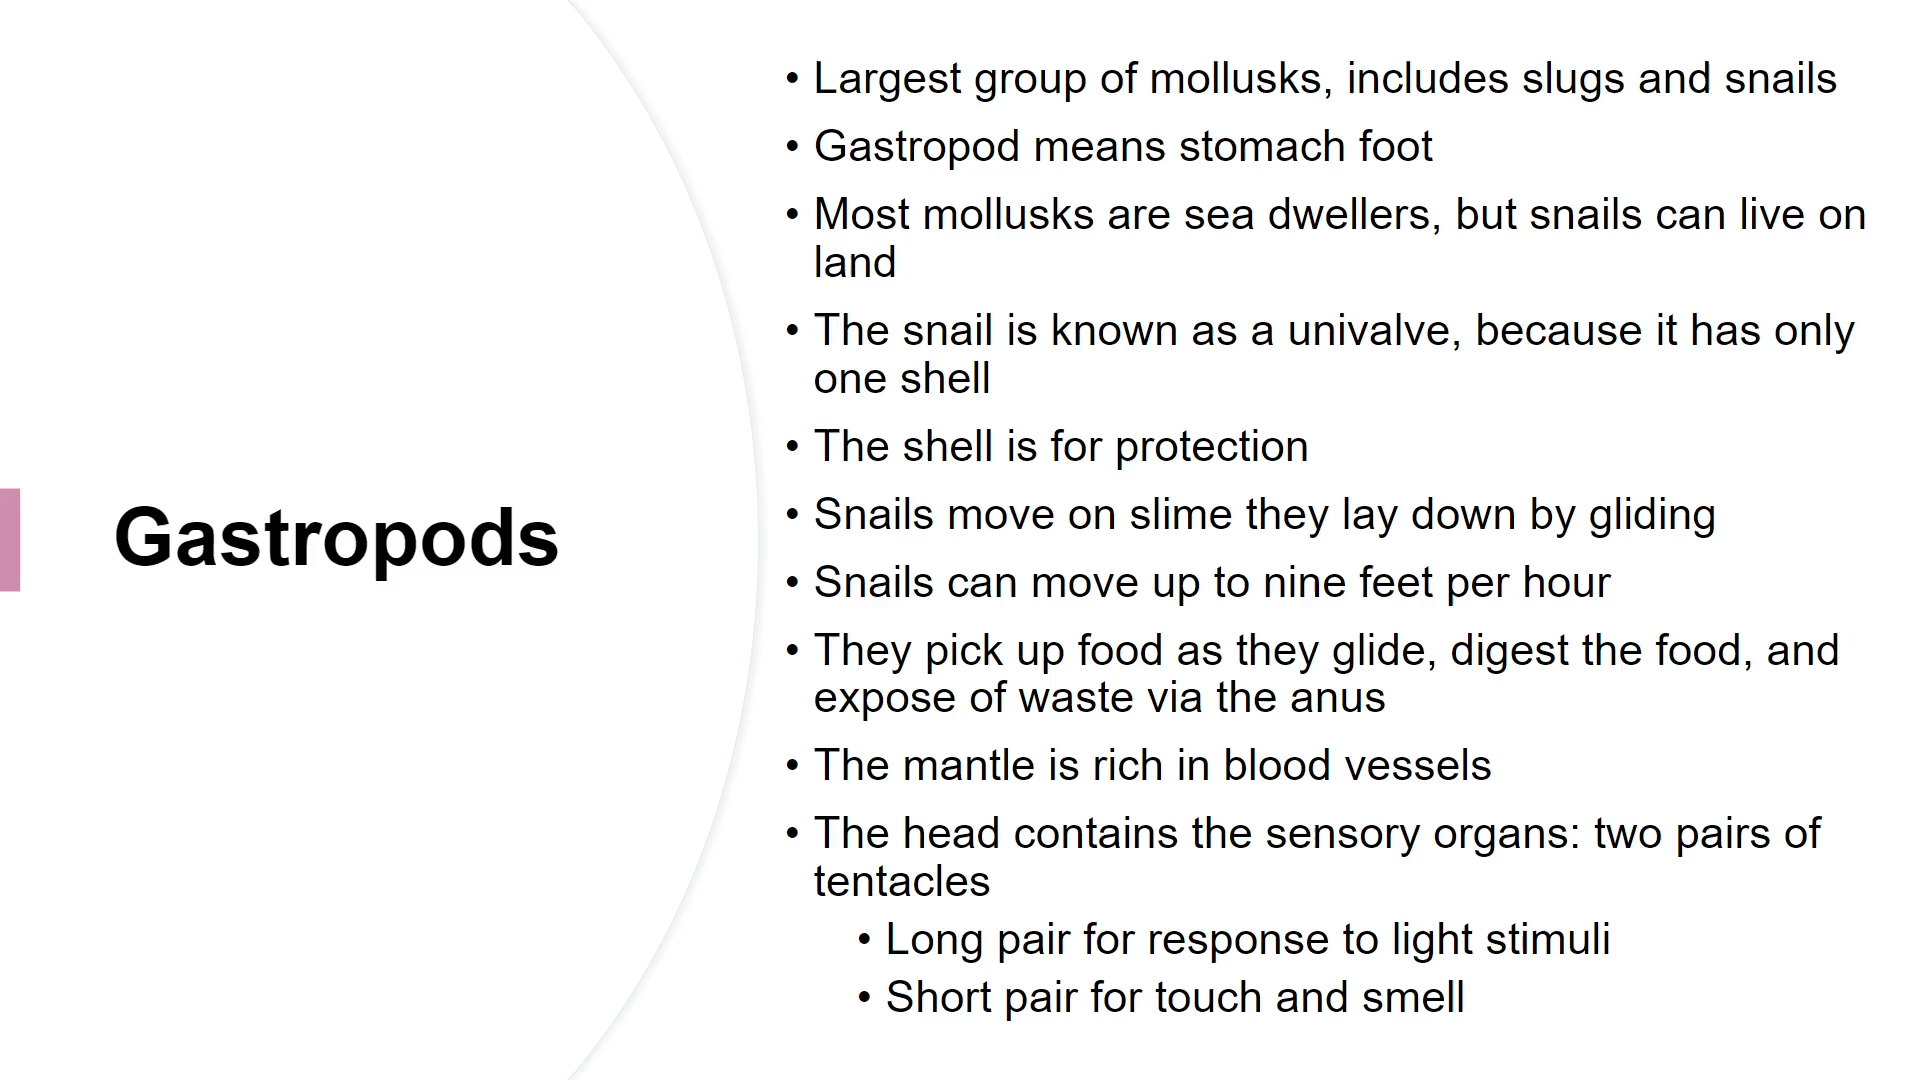 Gastropods
• Largest group of mollusks, includes slugs and snails
• Gastropod means stomach foot
• Most mollusks are sea dwellers, but snails can live on
land
• The snail is known as a univalve, because it has only
one shell
• The shell is for protection
• Snails move on slime they lay down by gliding
• Snails can move up to nine feet per hour
• They pick up food as they glide, digest the food, and
expose of waste via the anus
• The mantle is rich in blood vessels
• The head contains the sensory organs: two pairs of
tentacles
• Long pair for response to light stimuli
• Short pair for touch and smell